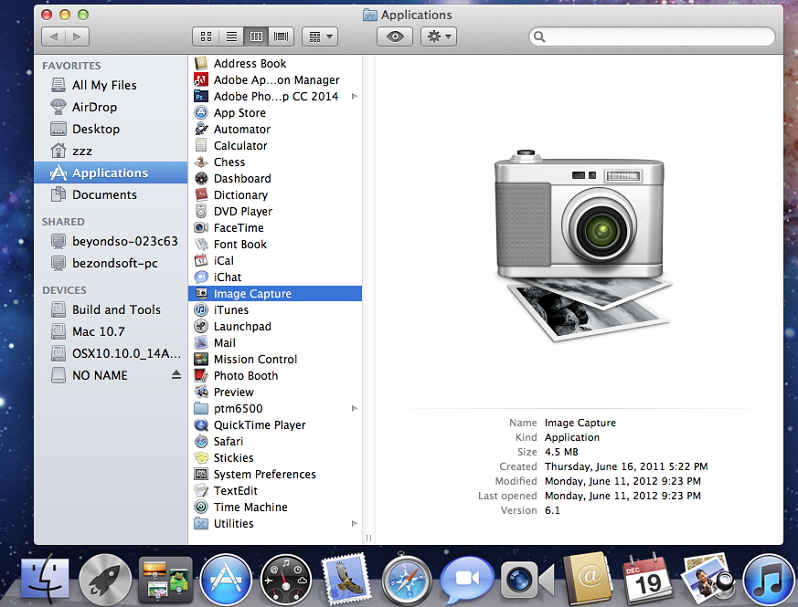 Applications
FAVORITES
All My Files
AirDrop
Desktop
zzz
Applications
Documents
SHARED
beyondso-023c63
bezondsoft-pc
DEVICES
Build and Tools
Mac 10.7
OSX10.10.0_14A...
NO NAME
Address Book
Adobe Ap...on Manager
Adobe Pho...p CC 2014
App Store
Automator
Calculator
Chess
Dashboard
Dictionary
DVD Player
FaceTime
Font Book
iCal
iChat
Image Capture
iTunes
Launchpad
Mail
Mission Control
Photo Booth
Preview
ptm6500
QuickTime Player
Safari
Stickies
System Preferences
TextEdit
Time Machine
Utilities
Name Image Capture
Kind Application
Size 4.5 MB
Created Thursday, June 16, 2011 5:22 PM
Modified Monday, June 11, 2012 9:23 PM
Last opened Monday, June 11, 2012 9:23 PM
Version 6.1
DEC
19